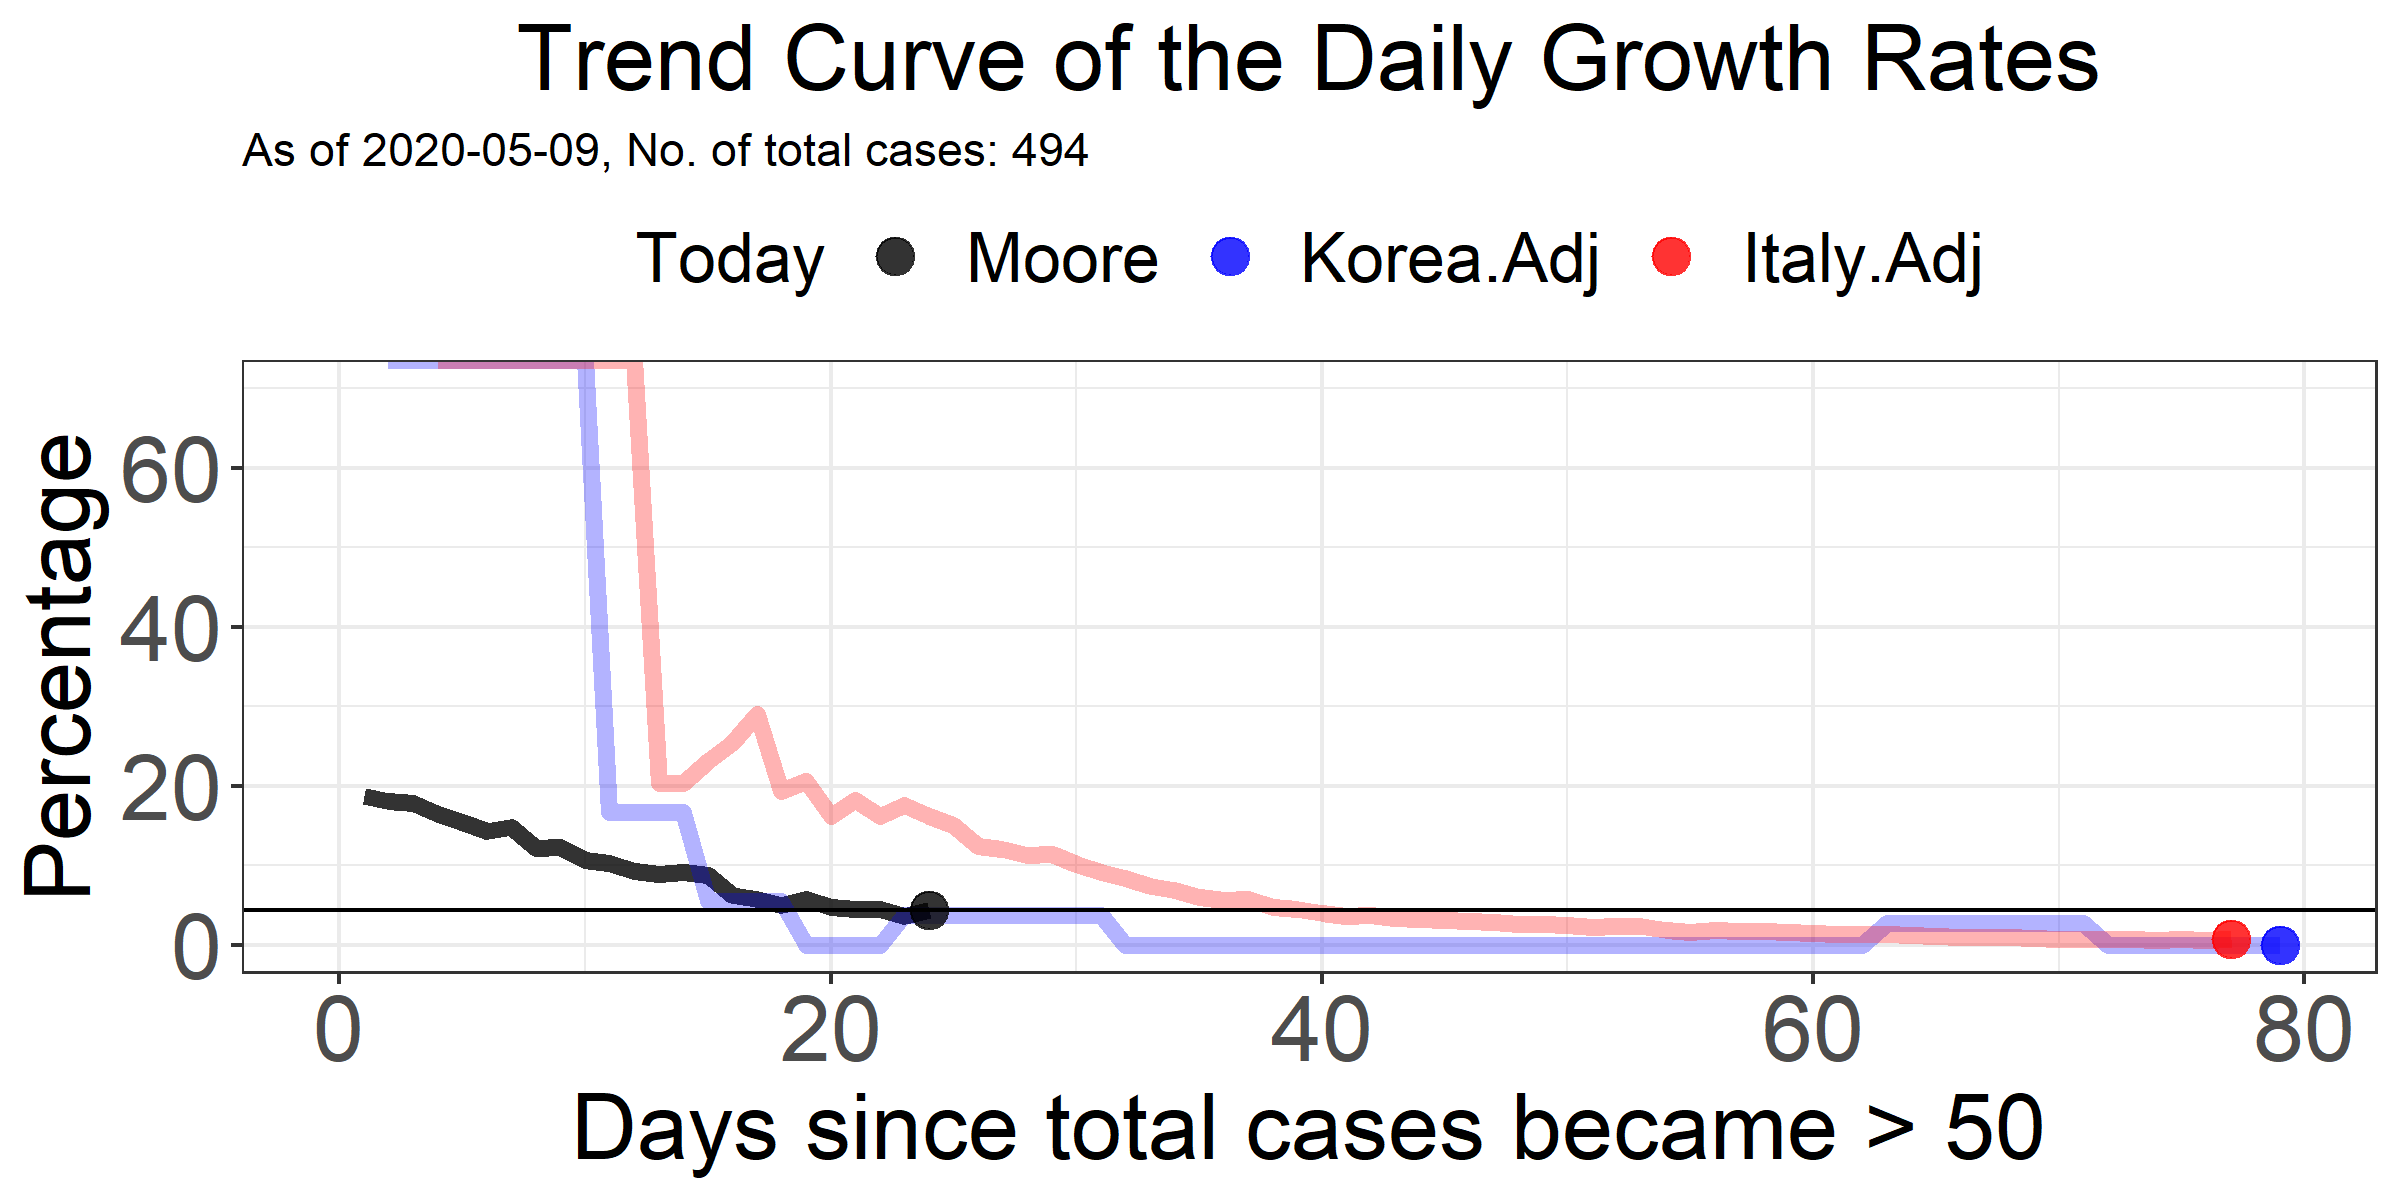 Trend Curve of the Daily Growth Rates
As of 2020-05-09, No. of total cases: 494
Today Moore Korea.Adj Italy.Adj
Percentage
60
40
20
0
0 20 40 60 80
Days since total cases became > 50